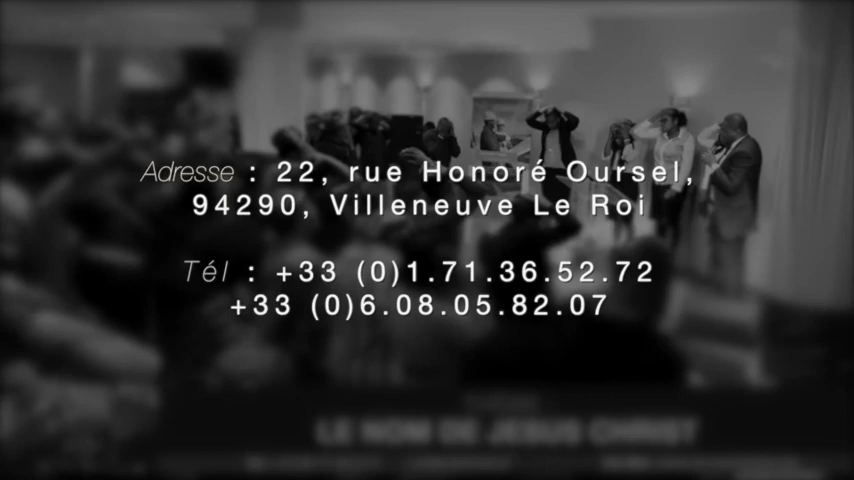 Adresse : 22, rue Honoré Oursel,
94290, Villeneuve Le Roi
Tél : +33 (0)1.71.36.52.72
+33 (0)6.08.05.82.07
LE NOM DE JESUS CHRIST